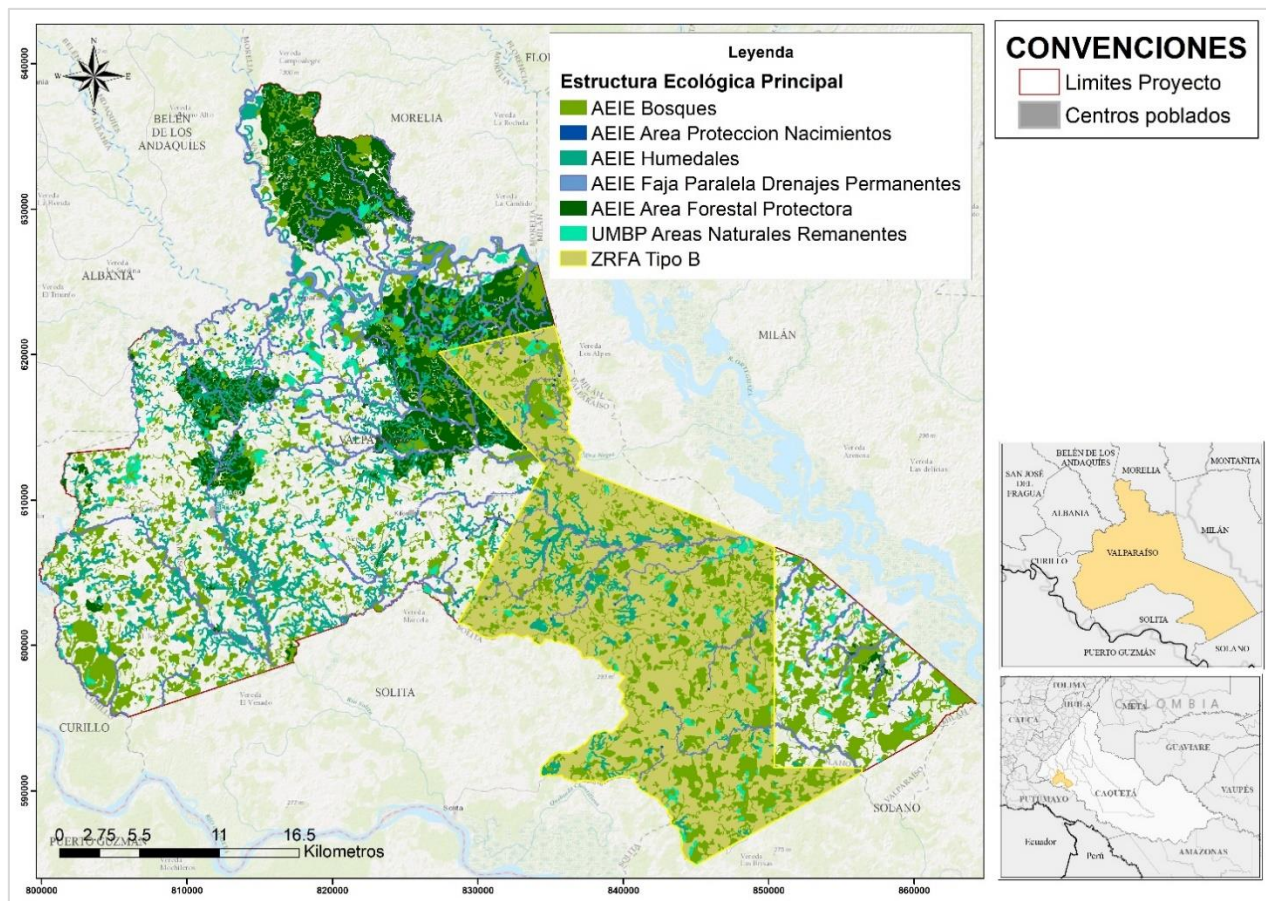 Leyenda
Estructura Ecológica Principal
AEIE Bosques
AEIE Area Proteccion Nacimientos
AEIE Humedales
AEIE Faja Paralela Drenajes Permanentes
AEIE Area Forestal Protectora
UMBP Areas Naturales Remanentes
ZRFA Tipo B
CONVENCIONES
Limites Proyecto
Centros poblados
N
W
E
BELÉN
DE LOS
ANDAQUÍES
MORELIA
ALBANIA
MILÁN
SOLITA
CURILLO
SOLANO
PUERTO GUZMÁN
640000
630000
620000
610000
600000
590000
800000
810000
820000
830000
840000
850000
860000
0 2.75 5.5 11 16.5
Kilometros
BELÉN DE LOS
ANDAQUÍES
MORELIA
MONTAÑITA
SAN JOSÉ
DEL
FRAGUA
ALBANIA
MILÁN
VALPARAÍSO
CURILLO
SOLITA
PUERTO GUZMÁN
SOLANO
TOLIMA
HUILA
META
COLOMBIA
CAUCA
GUAVIARE
CAQUETÁ
VAUPÉS
PUTUMAYO
Ecuador
Perú
AMAZONAS